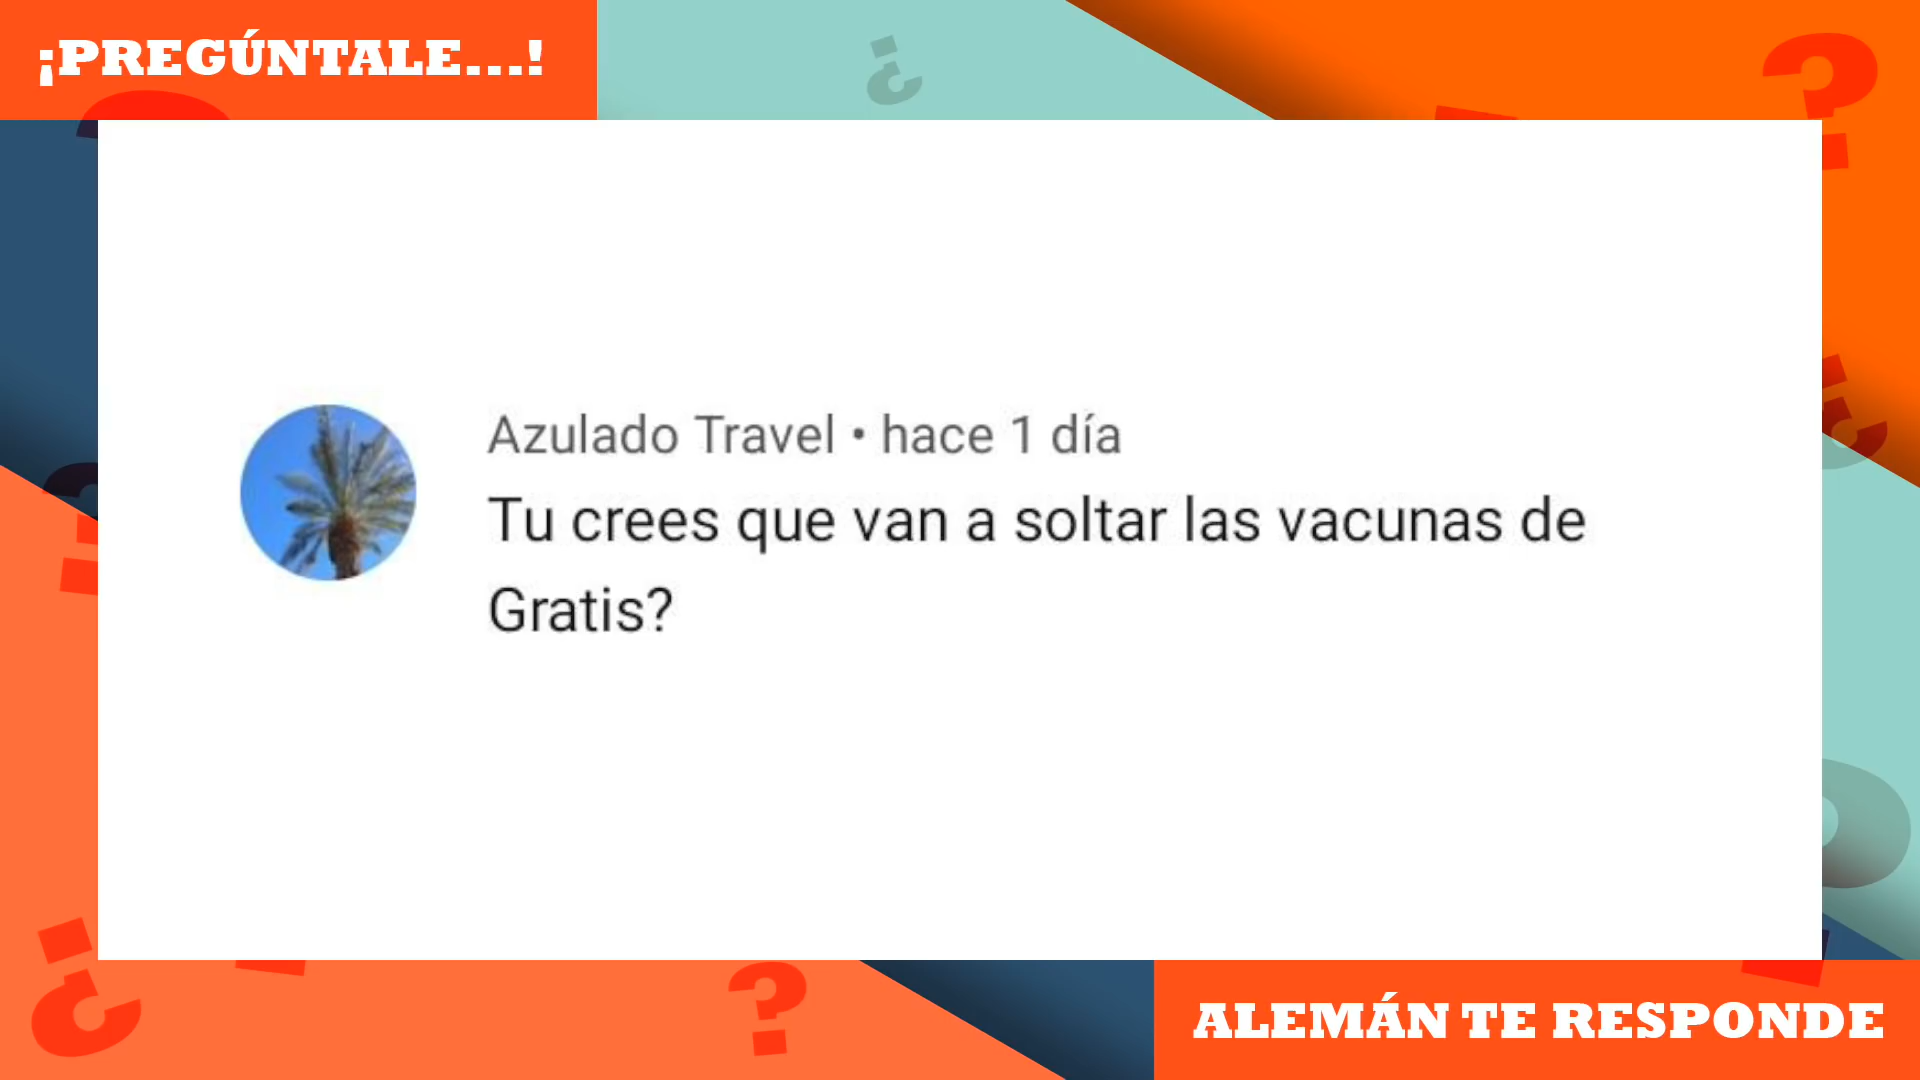 ¡PREGÚNTALE...!
Azulado Travel • hace 1 día
Tu crees que van a soltar las vacunas de
Gratis?
ALEMÁN TE RESPONDE